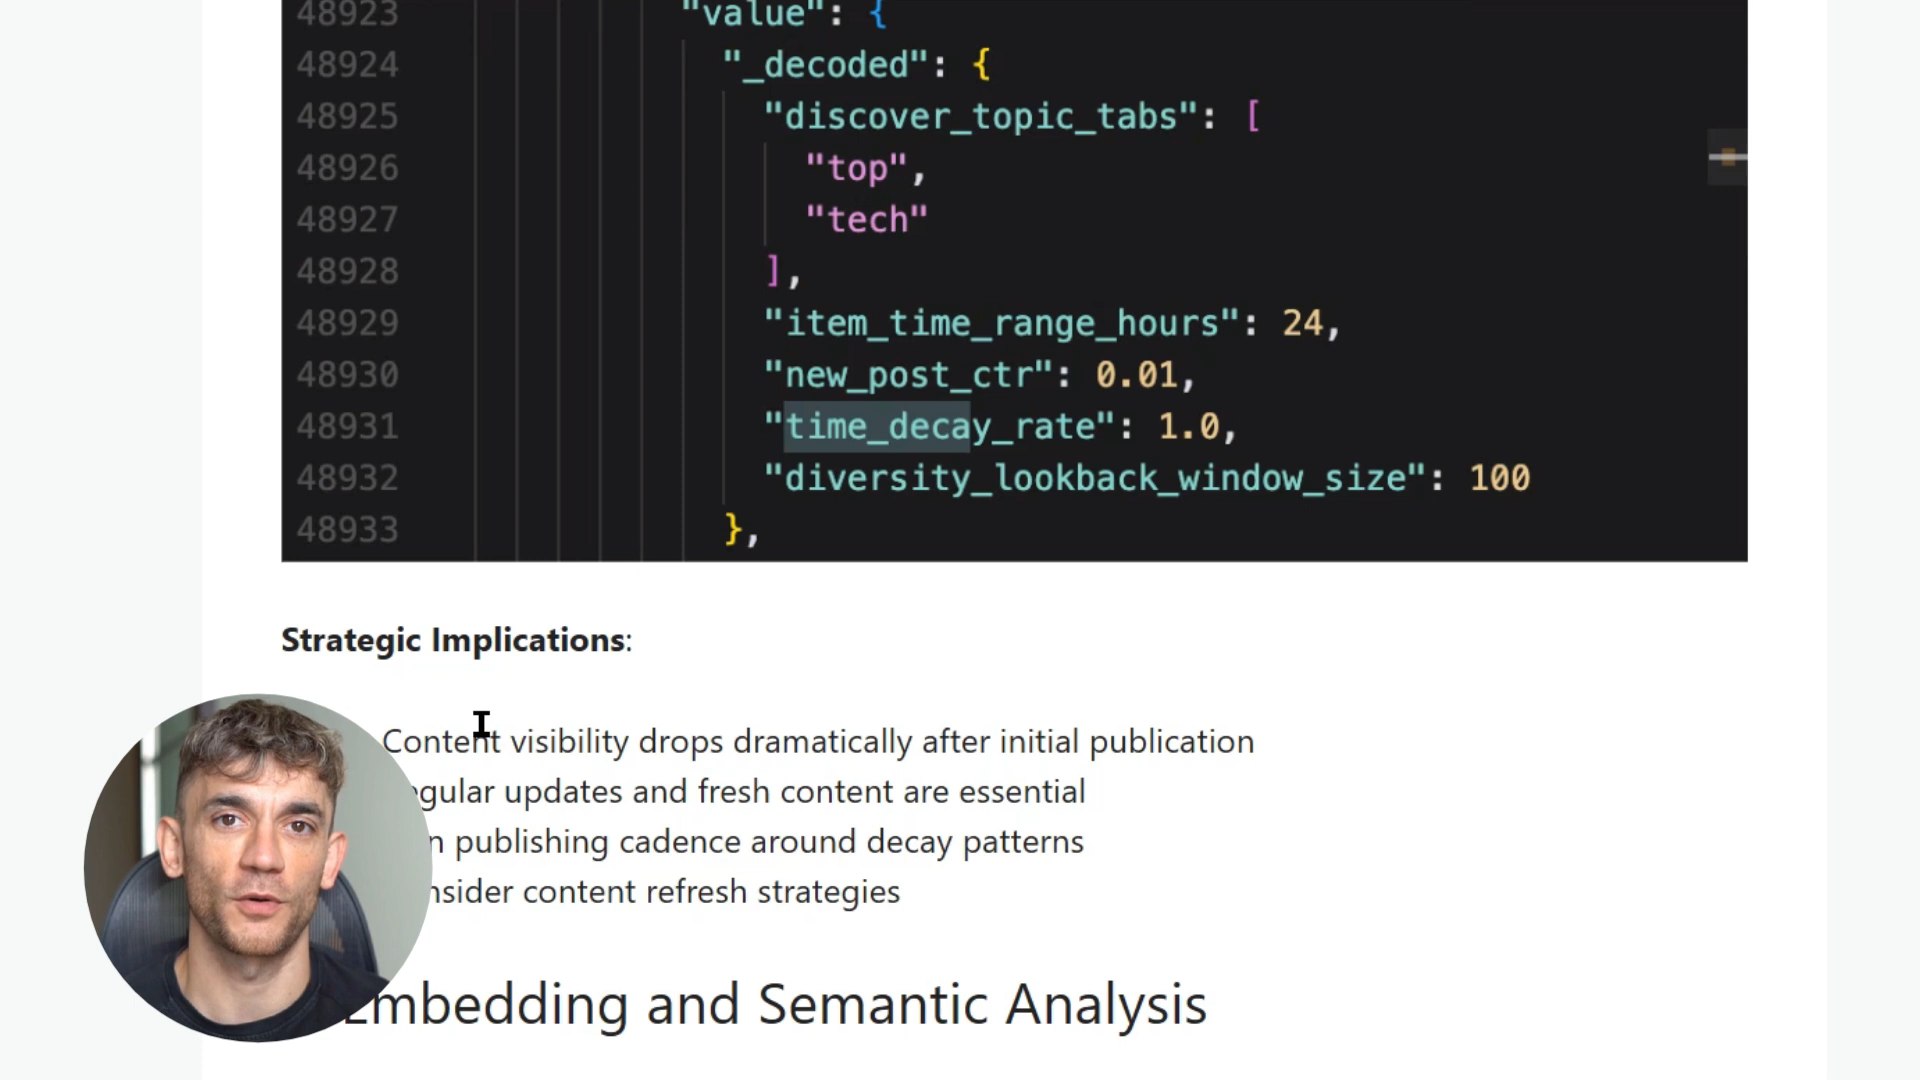 48923 "value": {
48924 "_decoded": {
48925 "discover_topic_tabs": [
48926 "top",
48927 "tech"
48928 ],
48929 "item_time_range_hours": 24,
48930 "new_post_ctr": 0.01,
48931 "time_decay_rate": 1.0,
48932 "diversity_lookback_window_size": 100
48933 },
Strategic Implications:
Content visibility drops dramatically after initial publication
updates and fresh content are essential
publishing cadence around decay patterns
content refresh strategies
Embedding and Semantic Analysis